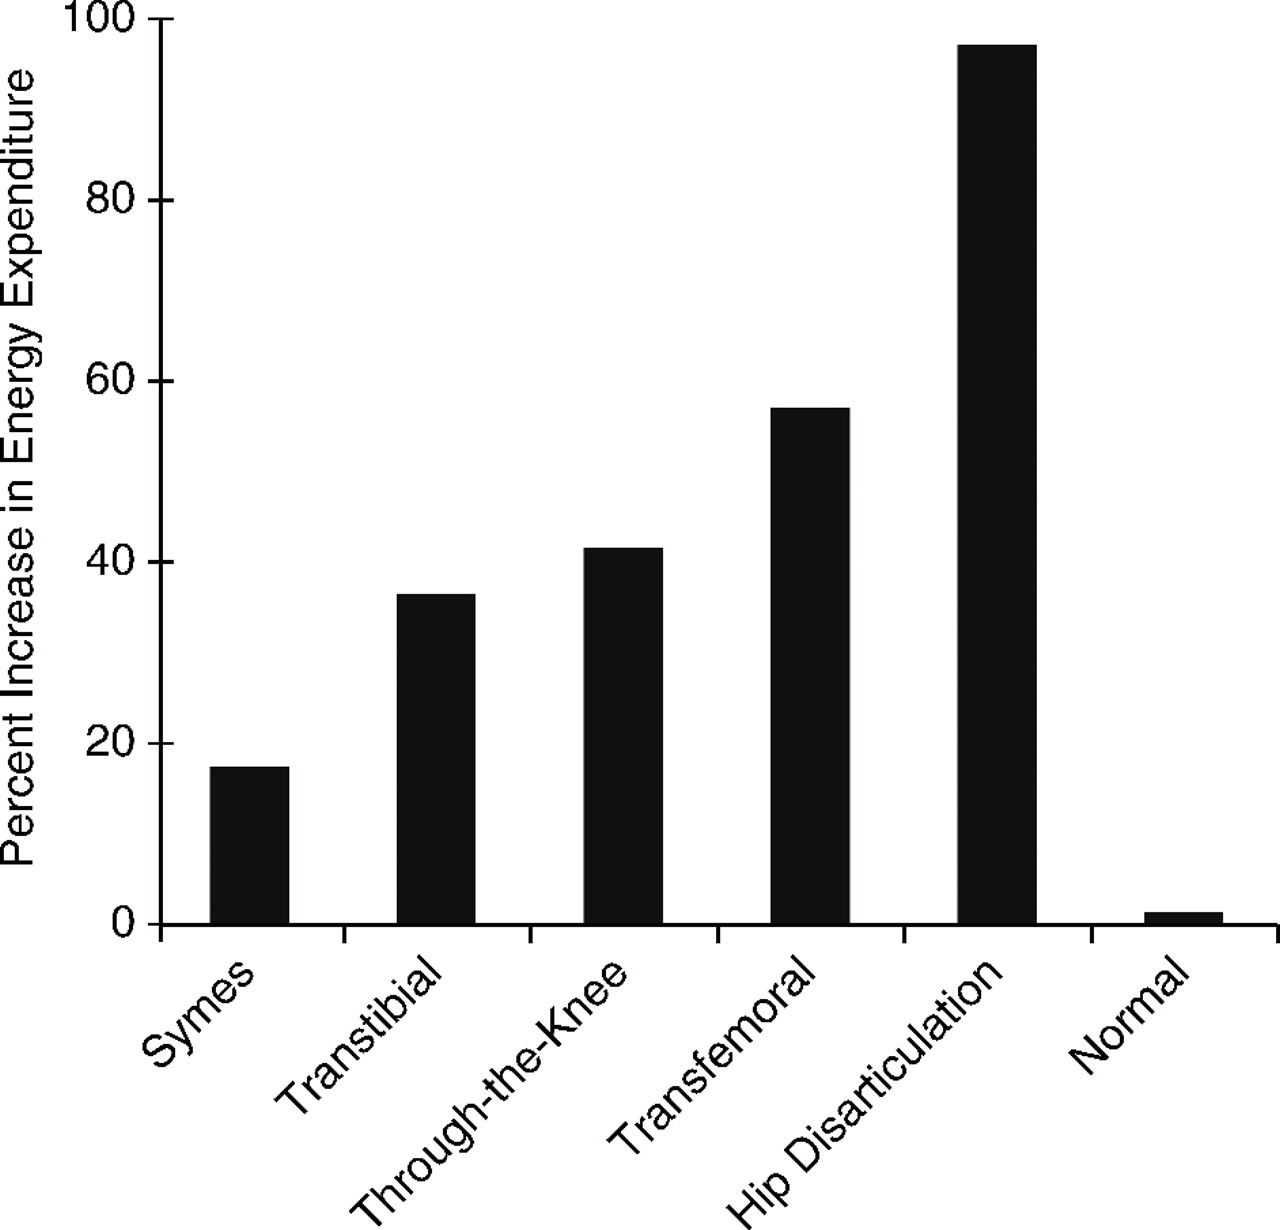 Percent Increase in Energy Expenditure
100
80
60
40
20
0
Symes
Transtibial
Through-the-Knee
Transfemoral
Hip Disarticulation
Normal